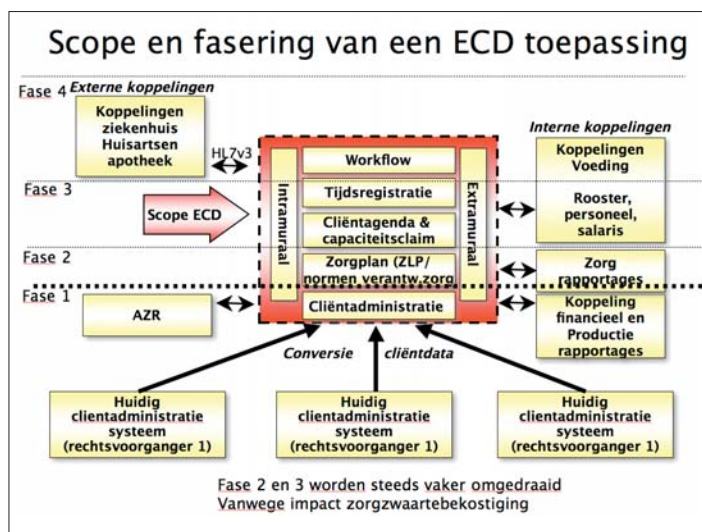 Scope en fasering van een ECD toepassing
Fase 4
Externe koppelingen
Koppelingen
ziekenhuis
Huisartsen
apotheek
HL7v3
Interne koppelingen
Koppelingen
Voeding
Rooster,
personeel,
salaris
Fase 3
Scope ECD
Intramuraal
Workflow
Tijdsregistratie
Cliëntagenda &
capaciteitsclaim
Zorgplan (ZLP/
normen verantw.zorg
Cliëntadministratie
Extramuraal
Fase 2
Zorg
rapportages
Fase 1
AZR
Koppeling
financieel en
Productie
rapportages
Conversie
cliëntdata
Huidig
clientadministratie
systeem
(rechtsvoorganger 1)
Huidig
clientadministratie
systeem
(rechtsvoorganger 1)
Huidig
clientadministratie
systeem
(rechtsvoorganger 1)
Fase 2 en 3 worden steeds vaker omgedraaid
Vanwege impact zorgzwaartebekostiging